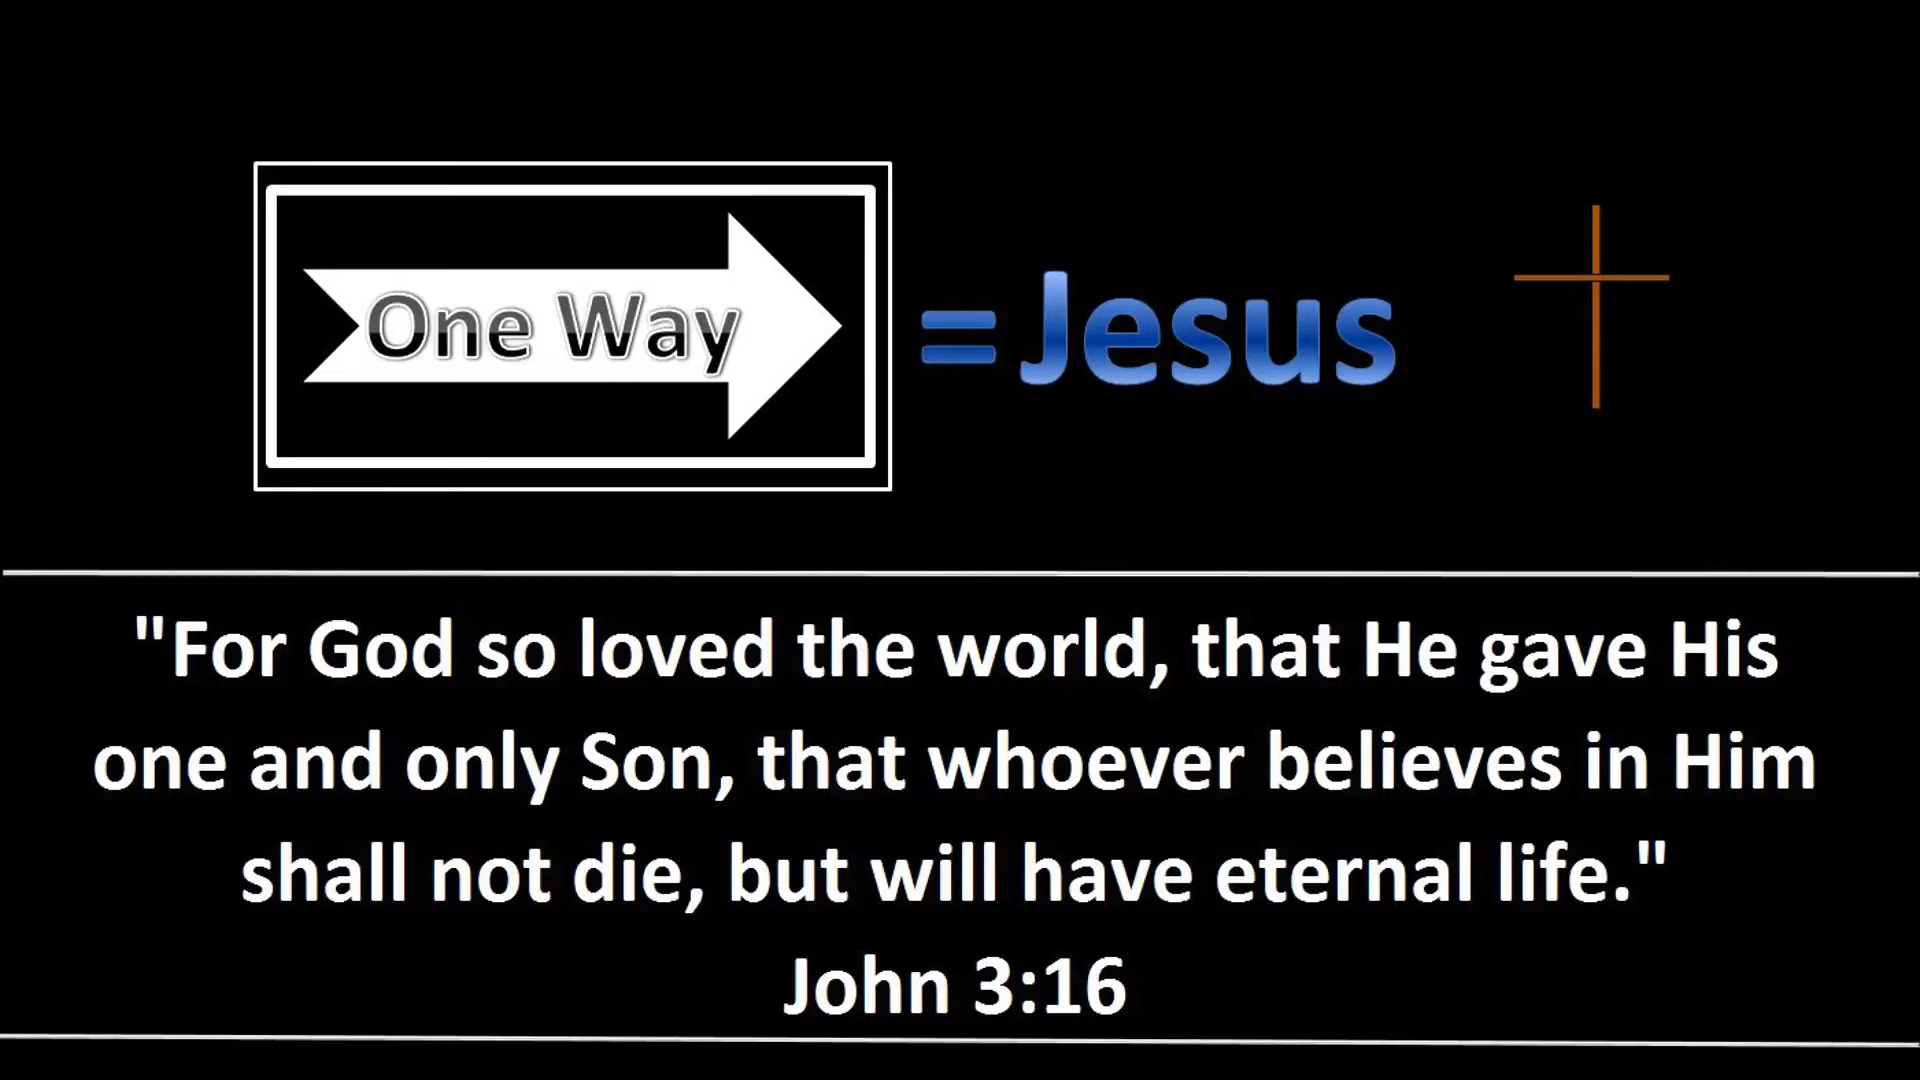 One Way = Jesus
"For God so loved the world, that He gave His
one and only Son, that whoever believes in Him
shall not die, but will have eternal life."
John 3:16